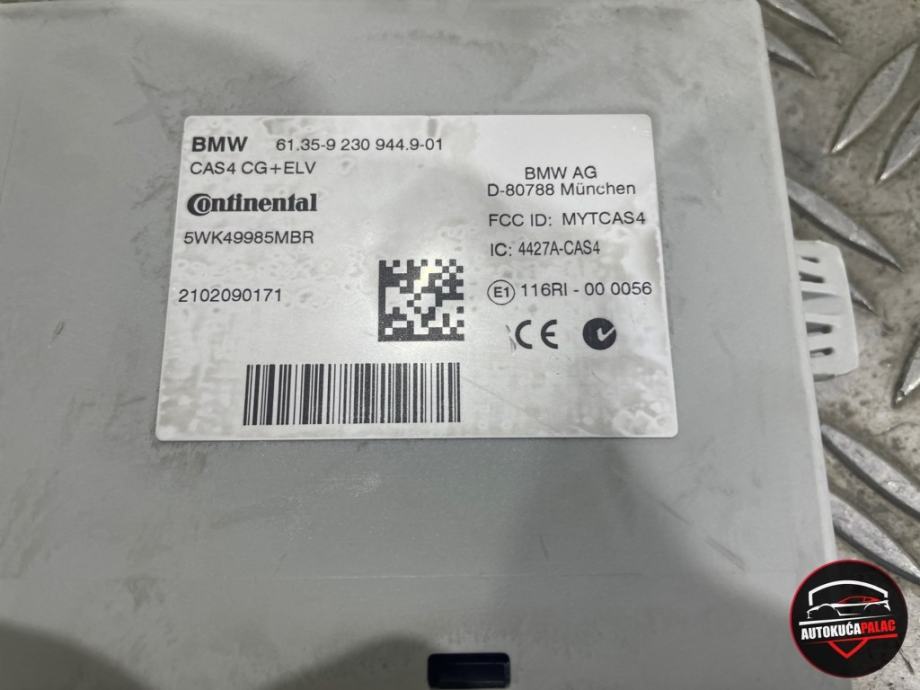 BMW 61.35-9 230 944.9-01
CAS4 CG+ELV
Continental
5WK49985MBR
2102090171
BMW AG
D-80788 München
FCC ID: MYTCAS4
IC: 4427A-CAS4
E1 116RI - 00 0056
CE
AUTOKUĆAPALAC